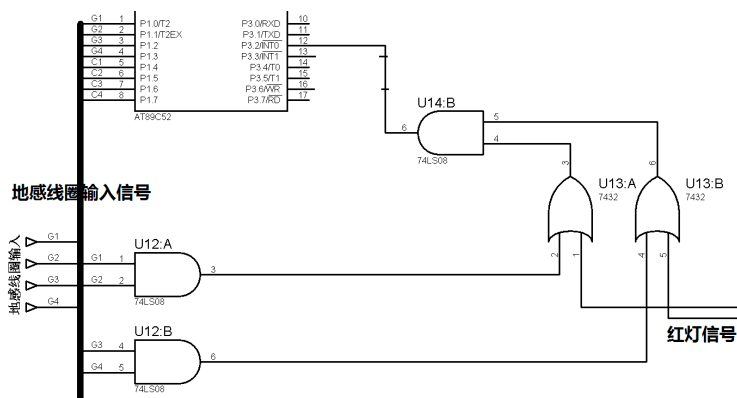 G1 1 P1.0/T2 P3.0/RXD 10
G2 2 P1.1/T2EX P3.1/TXD 11
G3 3 P1.2 P3.2/INT0 12
G4 4 P1.3 P3.3/INT1 13
C1 5 P1.4 P3.4/T0 14
C2 6 P1.5 P3.5/T1 15
C3 7 P1.6 P3.6/WR 16
C4 8 P1.7 P3.7/RD 17
AT89C52
U14:B
5
6
4
74LS08
3
6
U13:A
7432
U13:B
7432
2
1
4
5
地感线圈输入信号
地感线圈输入
G1
G2
G3
G4
U12:A
G1 1
3
G2 2
74LS08
U12:B
G3 4
6
G4 5
74LS08
红灯信号